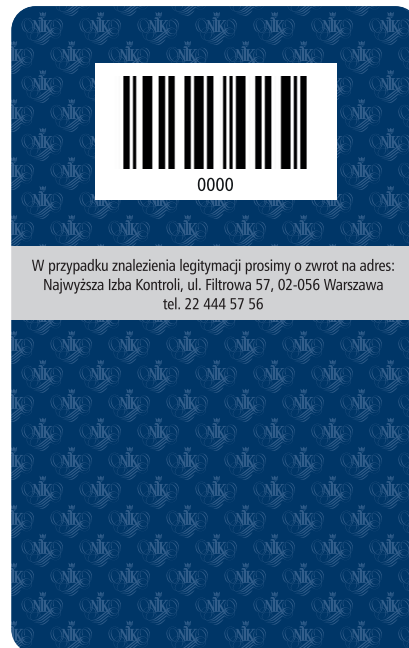 0000
W przypadku znalezienia legitymacji prosimy o zwrot na adres:
Najwyższa Izba Kontroli, ul. Filtrowa 57, 02-056 Warszawa
tel. 22 444 57 56